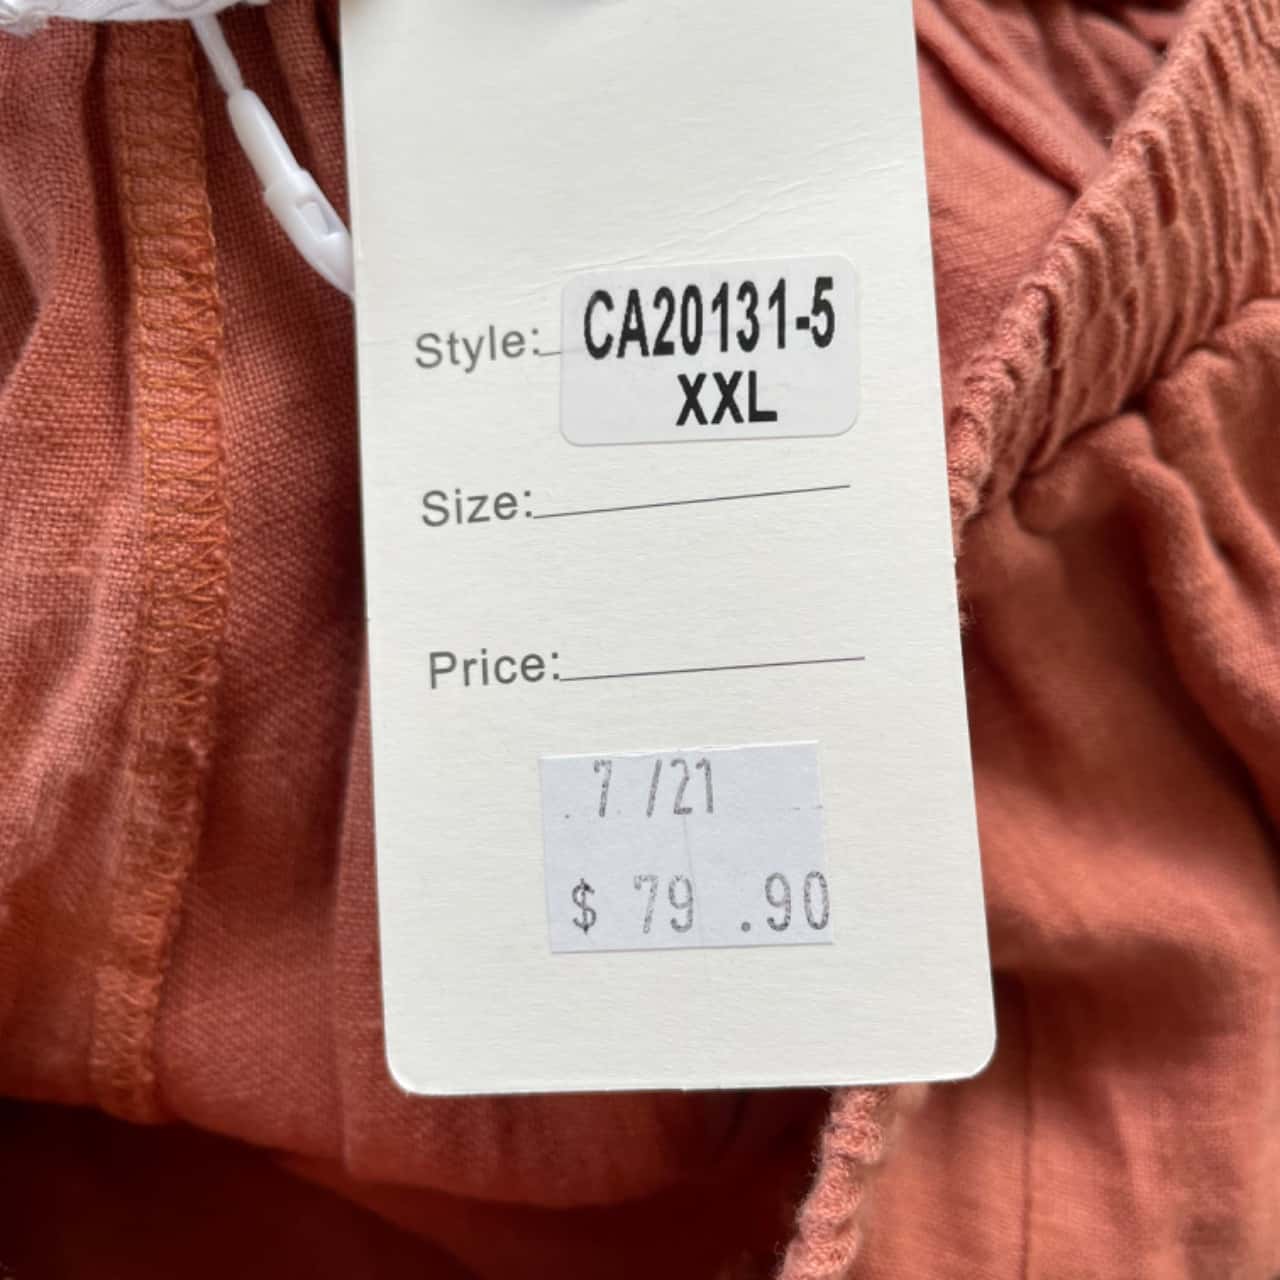 Style: CA20131-5
XXL
Size:
Price:
7 /21
$ 79 .90